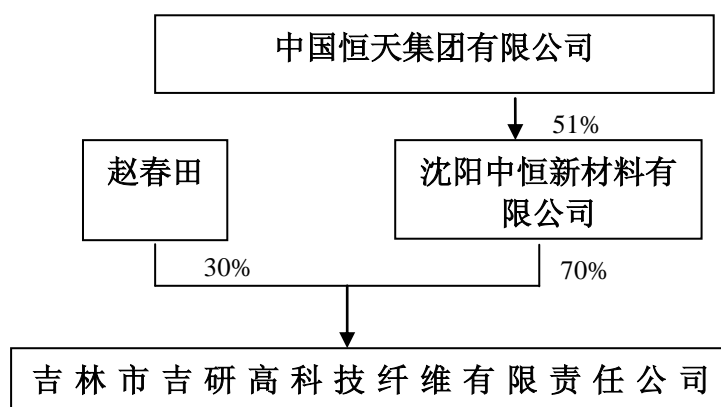 中国恒天集团有限公司
51%
赵春田
沈阳中恒新材料有
限公司
30%
70%
吉林市吉研高科技纤维有限责任公司